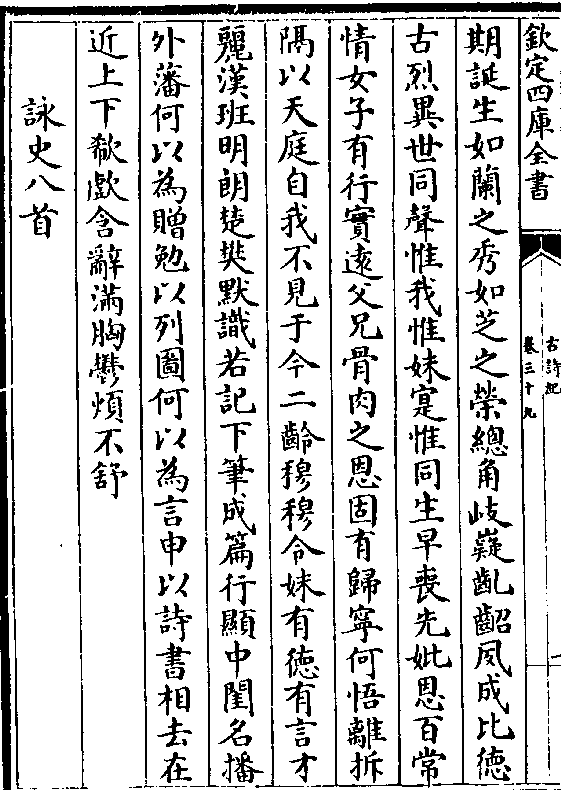 欽定四庫全書
古詩紀
卷三十九
期誕生如蘭之秀如芝之榮總角岐嶷齓齠夙成比德
古烈異世同聲惟我惟妹寔惟同生早喪先妣恩百常
情女子有行實遠父兄骨肉之恩固有歸寧何悟離拆
隔以天庭自我不見于今二齡穆穆令妹有德有言才
麗漢班明朗楚樊默識若記下筆成篇行顯中閨名播
外藩何以為贈勉以列圖何以為言申以詩書相去在
近上下欷歔含辭滿胸鬱煩不舒
詠史八首